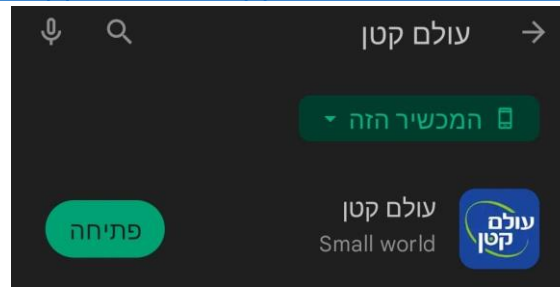 עולם קטן
המכשיר הזה
עולם קטן
Small world
פתיחה
עולם
קטן